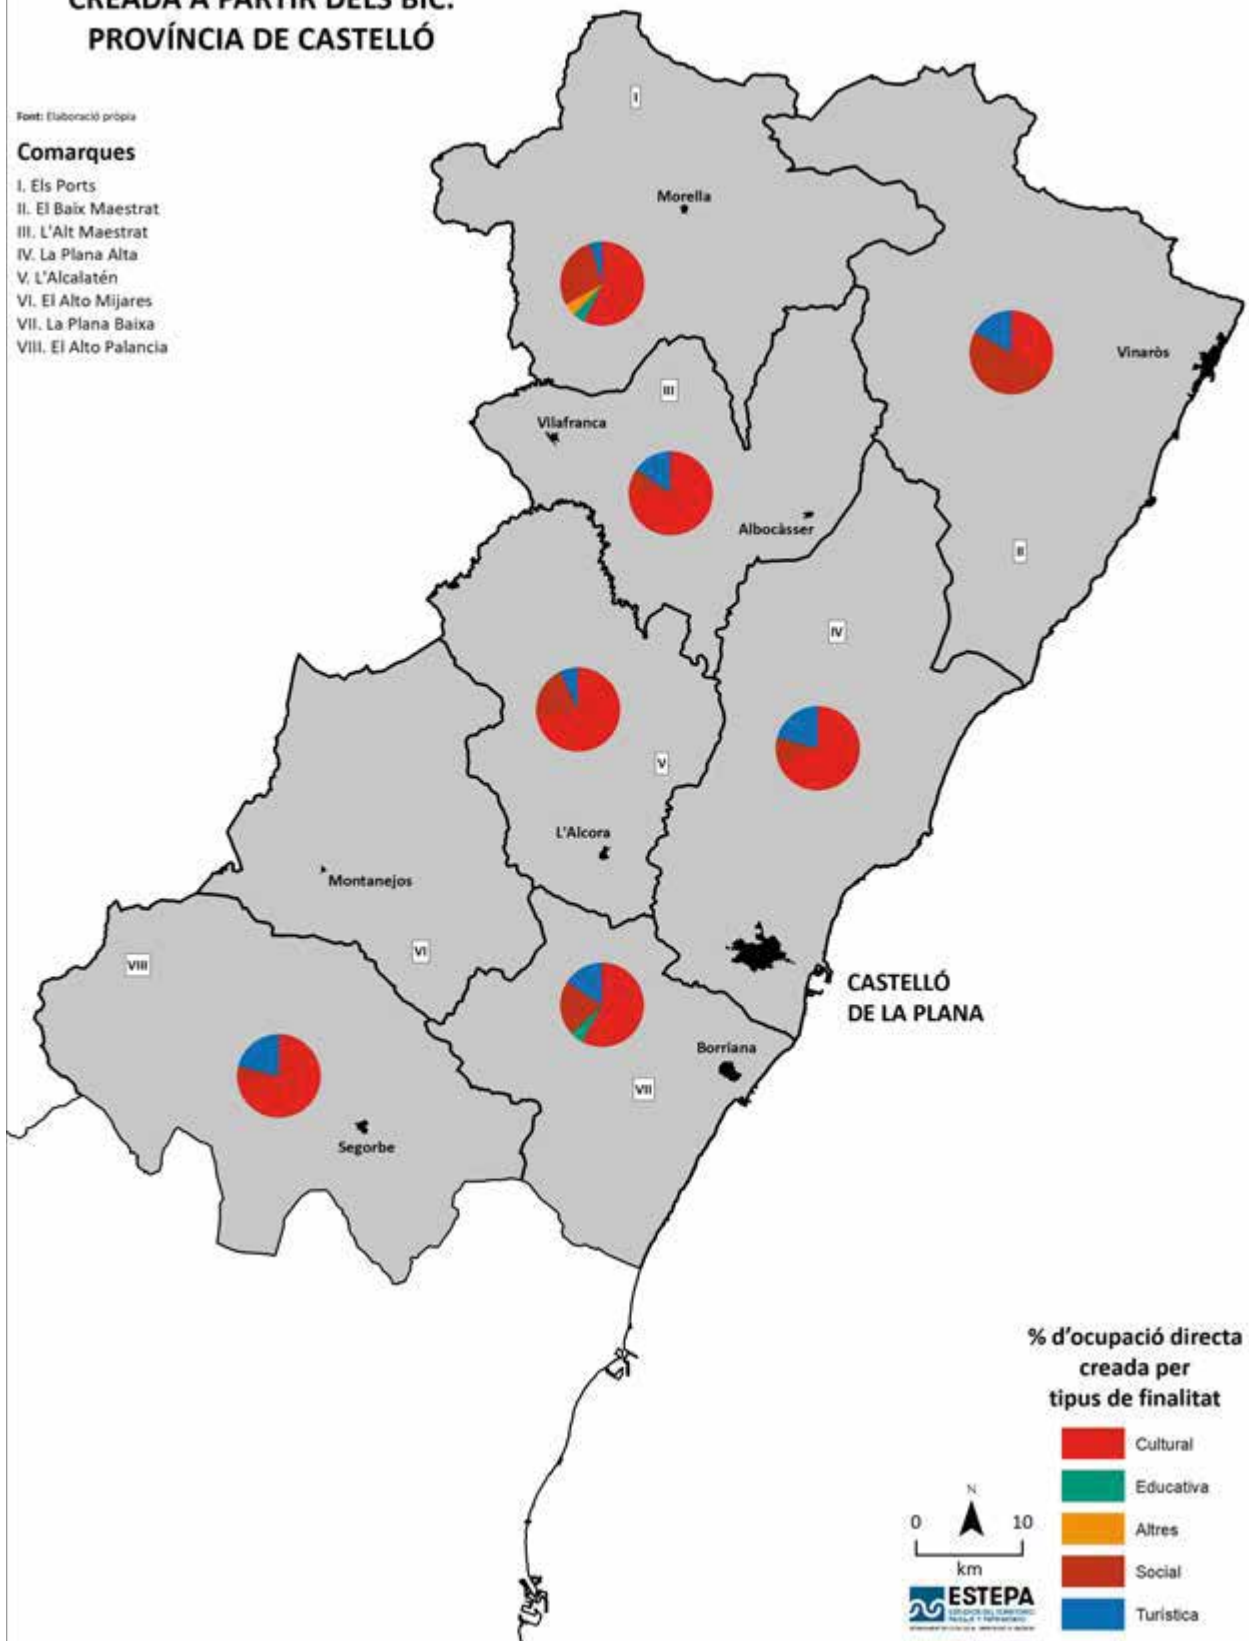 CREADA A PARTIR DELS BIC.
PROVÍNCIA DE CASTELLÓ
Font: Elaboració pròpia
Comarques
I. Els Ports
II. El Baix Maestrat
III. L'Alt Maestrat
IV. La Plana Alta
V. L'Alcalatén
VI. El Alto Mijares
VII. La Plana Baixa
VIII. El Alto Palancia
I
Morella
Vinaròs
III
Vilafranca
Albocàsser
II
IV
V
L'Alcora
Montanejos
VI
VIII
CASTELLÓ
DE LA PLANA
Borriana
VII
Segorbe
% d'ocupació directa
creada per
tipus de finalitat
Cultural
Educativa
Altres
Social
Turística
N
0 10
km
ESTEPA